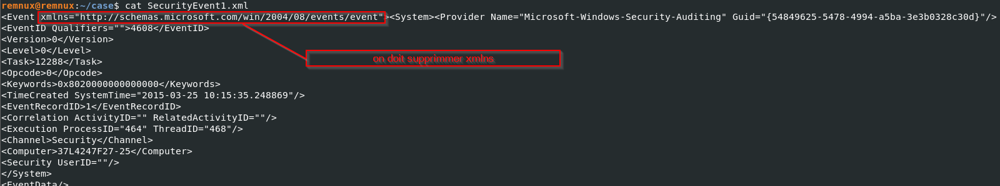 remnux@remnux:~/case$ cat SecurityEvent1.xml
<Event xmlns="http://schemas.microsoft.com/win/2004/08/events/event"><System><Provider Name="Microsoft-Windows-Security-Auditing" Guid="{54849625-5478-4994-a5ba-3e3b0328c30d}"/>
<EventID Qualifiers="">4608</EventID>
<Version>0</Version>
<Level>0</Level>
<Task>12288</Task>
on doit supprimmer xmlns
<Opcode>0</Opcode>
<Keywords>0x8020000000000000</Keywords>
<TimeCreated SystemTime="2015-03-25 10:15:35.248869"/>
<EventRecordID>1</EventRecordID>
<Correlation ActivityID="" RelatedActivityID=""/>
<Execution ProcessID="464" ThreadID="468"/>
<Channel>Security</Channel>
<Computer>37L4247F27-25</Computer>
<Security UserID=""/>
</System>
<EventData/>